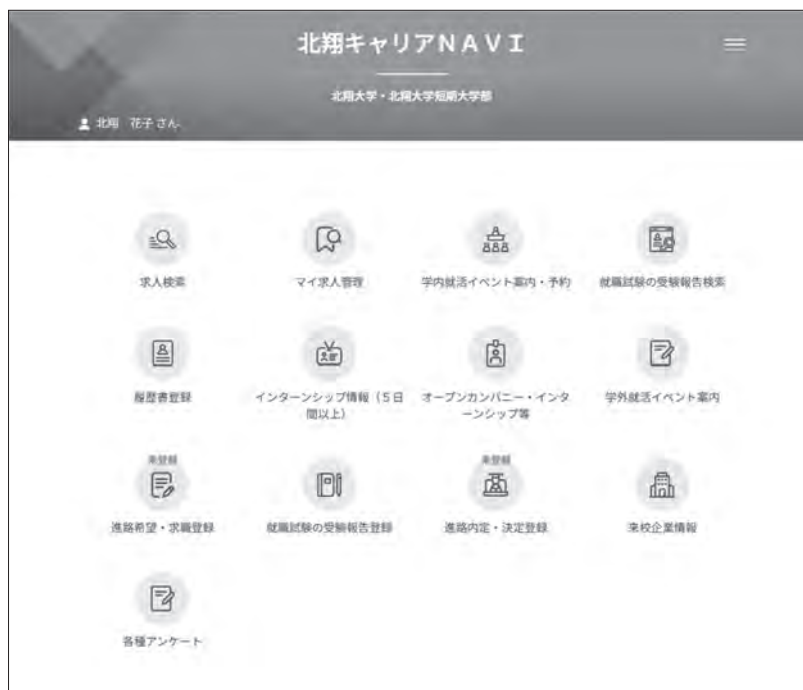 北翔キャリアNAVI
北翔大学・北翔大学短期大学部
北翔 花子 さん
求人検索
マイ求人管理
学内就活イベント案内・予約
就職試験の受験報告検索
履歴書登録
インターンシップ情報（5日
間以上）
オープンカンパニー・インタ
ーンシップ等
学外就活イベント案内
未登録
進路希望・求職登録
就職試験の受験報告登録
未登録
進路内定・決定登録
来校企業情報
各種アンケート